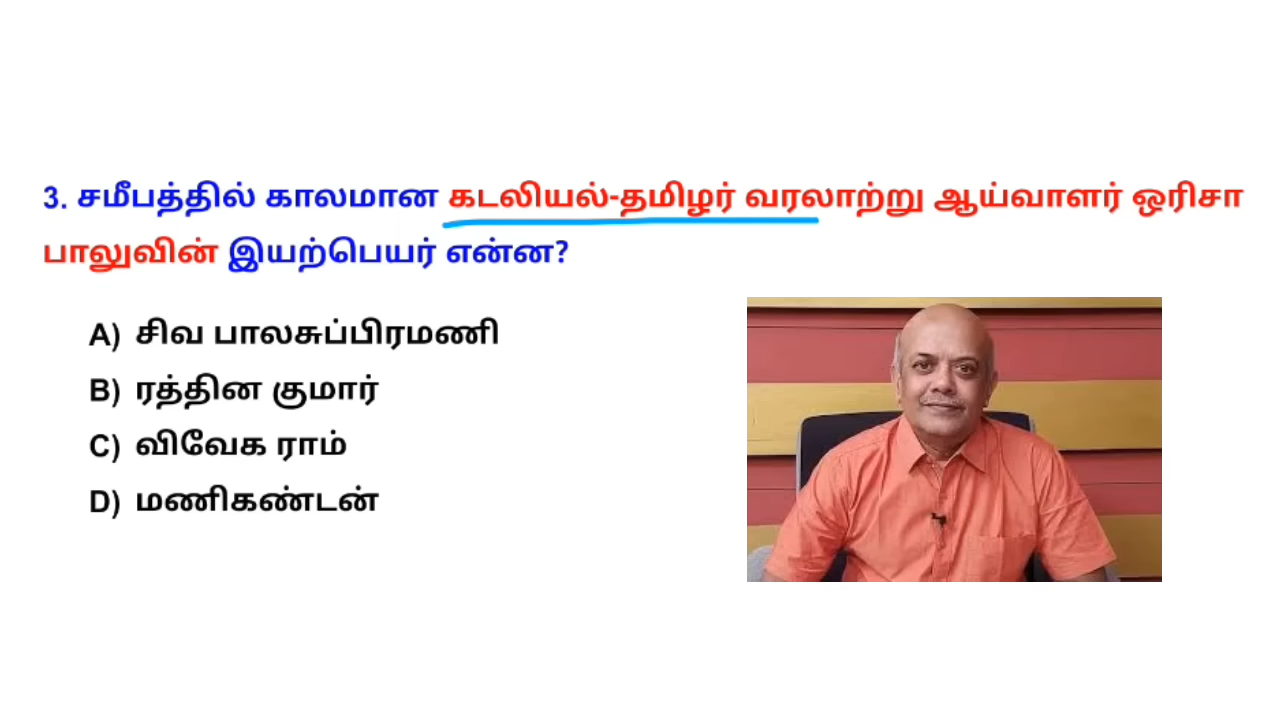 3. சமீபத்தில் காலமான கடலியல்-தமிழர் வரலாற்று ஆய்வாளர் ஒரிசா
பாலுவின் இயற்பெயர் என்ன?
A) சிவ பாலசுப்பிரமணி
B) ரத்தின குமார்
C) விவேக ராம்
D) மணிகண்டன்